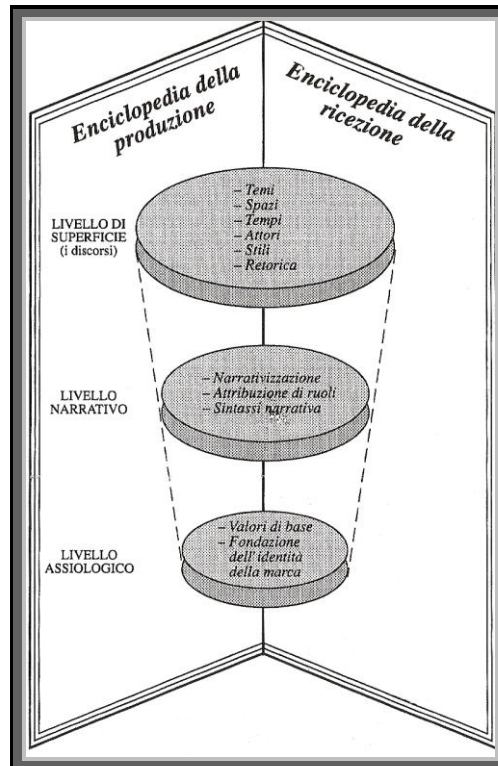 Enciclopedia della
produzione
Enciclopedia della
ricezione
LIVELLO DI
SUPERFICIE
(i discorsi)
– Temi
– Spazi
– Tempi
– Attori
– Stili
– Retorica
LIVELLO
NARRATIVO
– Narrativizzazione
– Attribuzione di ruoli
– Sintassi narrativa
LIVELLO
ASSIOLOGICO
– Valori di base
– Fondazione
dell'identità
della marca